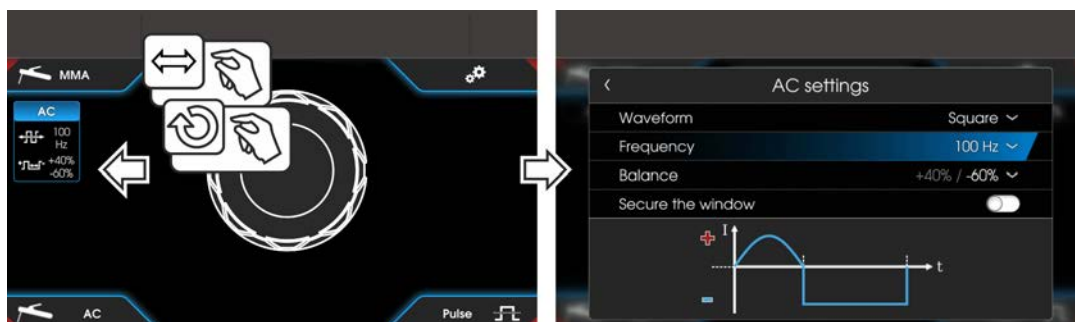 MMA
AC
100
Hz
+40%
-60%
AC
Pulse
AC settings
Waveform Square
Frequency 100 Hz
Balance +40% / -60%
Secure the window
I
t